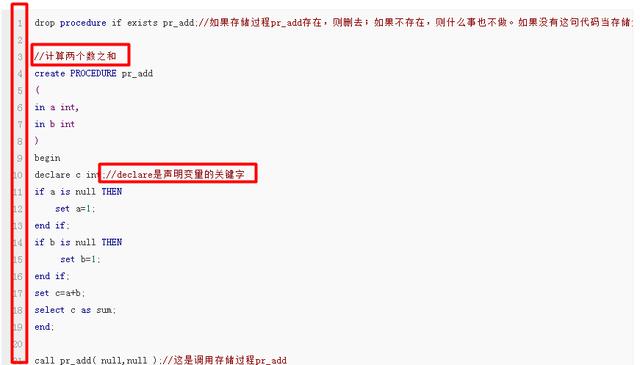 1 drop procedure if exists pr_add;//如果存储过程pr_add存在，则删去；如果不存在，则什么事也不做。如果没有这句代码当存储
2
3 //计算两个数之和
4 create PROCEDURE pr_add
5 (
6 in a int,
7 in b int
8 )
9 begin
10 declare c int;//declare是声明变量的关键字
11 if a is null THEN
12 set a=1;
13 end if;
14 if b is null THEN
15 set b=1;
16 end if;
17 set c=a+b;
18 select c as sum;
19 end;
20
21 call pr_add( null,null );//这是调用存储过程pr_add